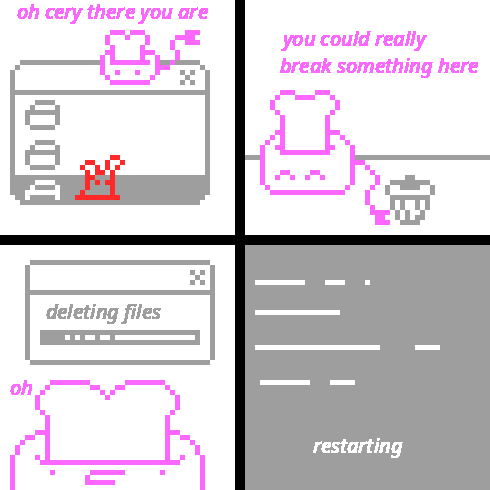 oh cery there you are
you could really
break something here
deleting files
oh
restarting